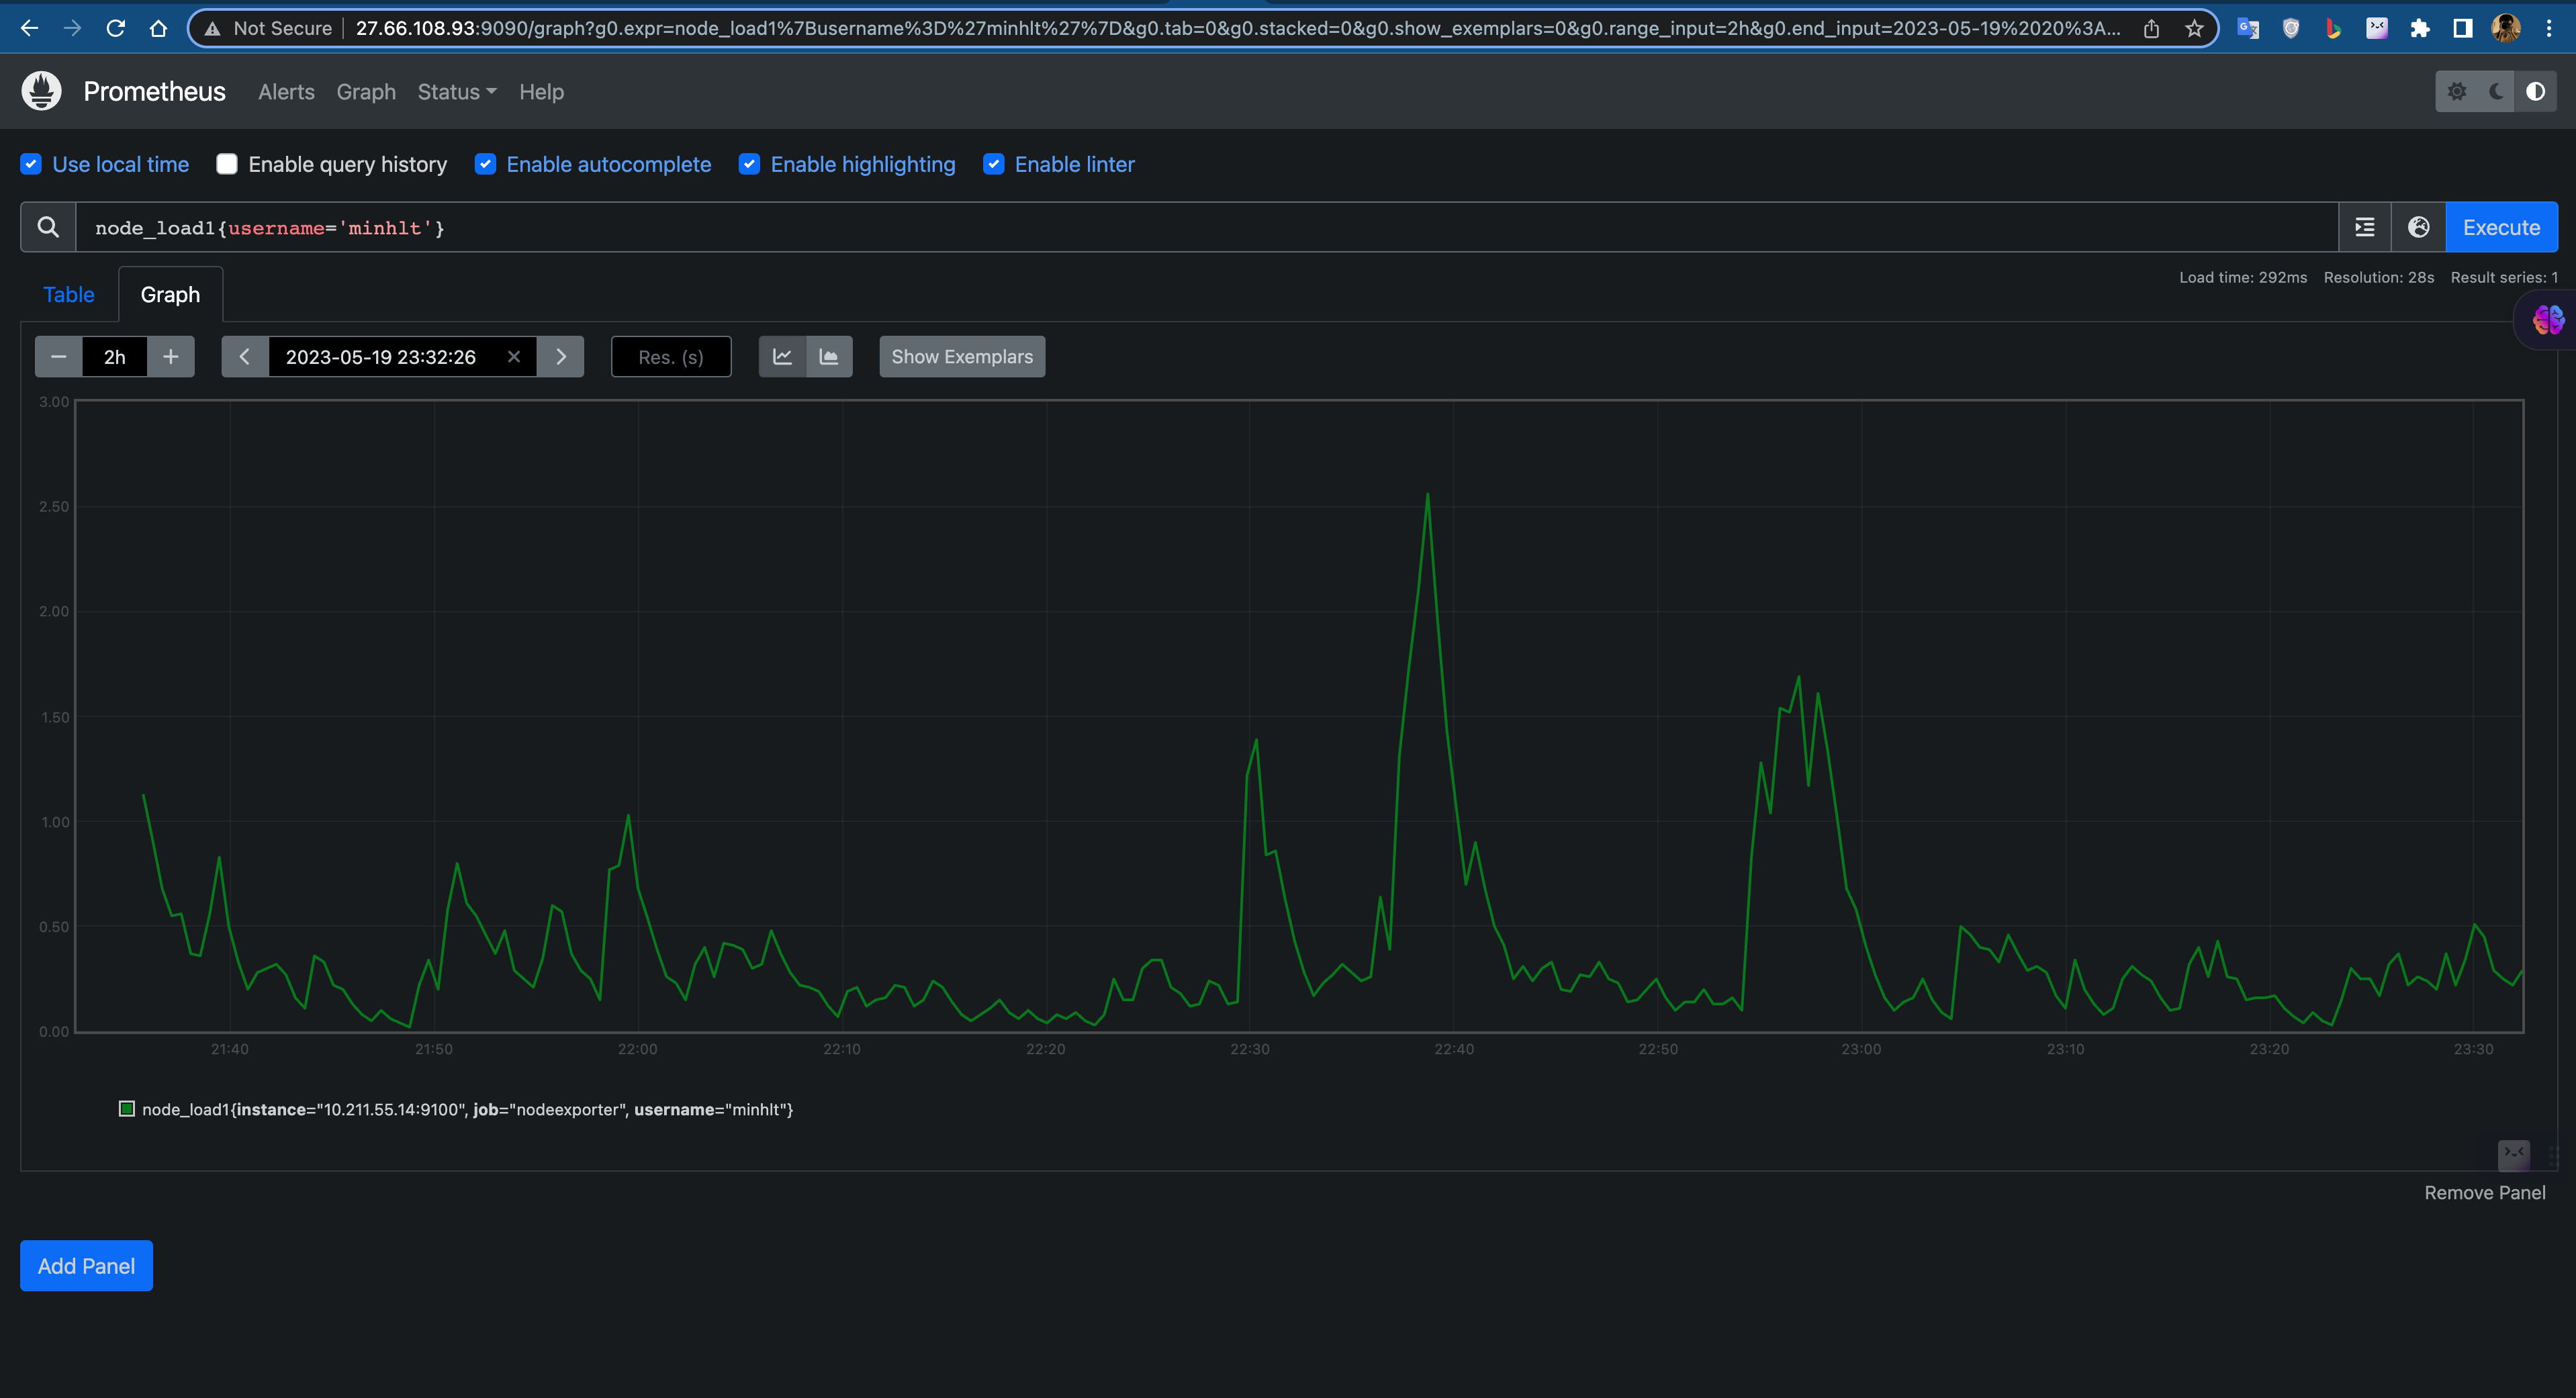 Not Secure 27.66.108.93:9090/graph?g0.expr=node_load1%7Busername%3D%27minhlt%27%7D&g0.tab=0&g0.stacked=0&g0.show_exemplars=0&g0.range_input=2h&g0.end_input=2023-05-19%2020%3A...
Prometheus Alerts Graph Status Help
Use local time Enable query history Enable autocomplete Enable highlighting Enable linter
node_load1{username='minhlt'} Execute
Load time: 292ms Resolution: 28s Result series: 1
Table Graph
2h 2023-05-19 23:32:26 Res. (s) Show Exemplars
3.00
2.50
2.00
1.50
1.00
0.50
0.00
21:40 21:50 22:00 22:10 22:20 22:30 22:40 22:50 23:00 23:10 23:20 23:30
node_load1{instance="10.211.55.14:9100", job="nodeexporter", username="minhlt"}
Remove Panel
Add Panel